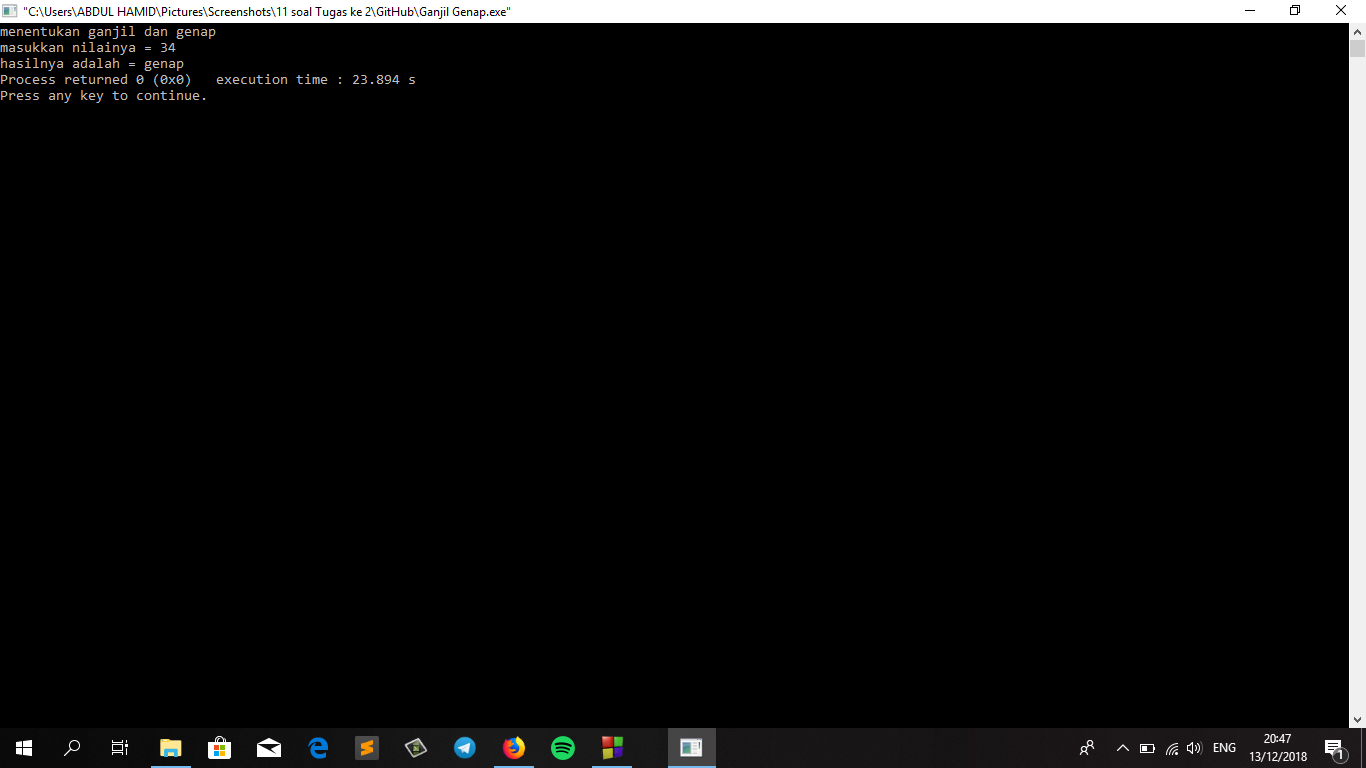 "C:\Users\ABDUL HAMID\Pictures\Screenshots\11 soal Tugas ke 2\GitHub\Ganjil Genap.exe"
menentukan ganjil dan genap
masukkan nilainya = 34
hasilnya adalah = genap
Process returned 0 (0x0)   execution time : 23.894 s
Press any key to continue.
ENG
20:47
13/12/2018
1